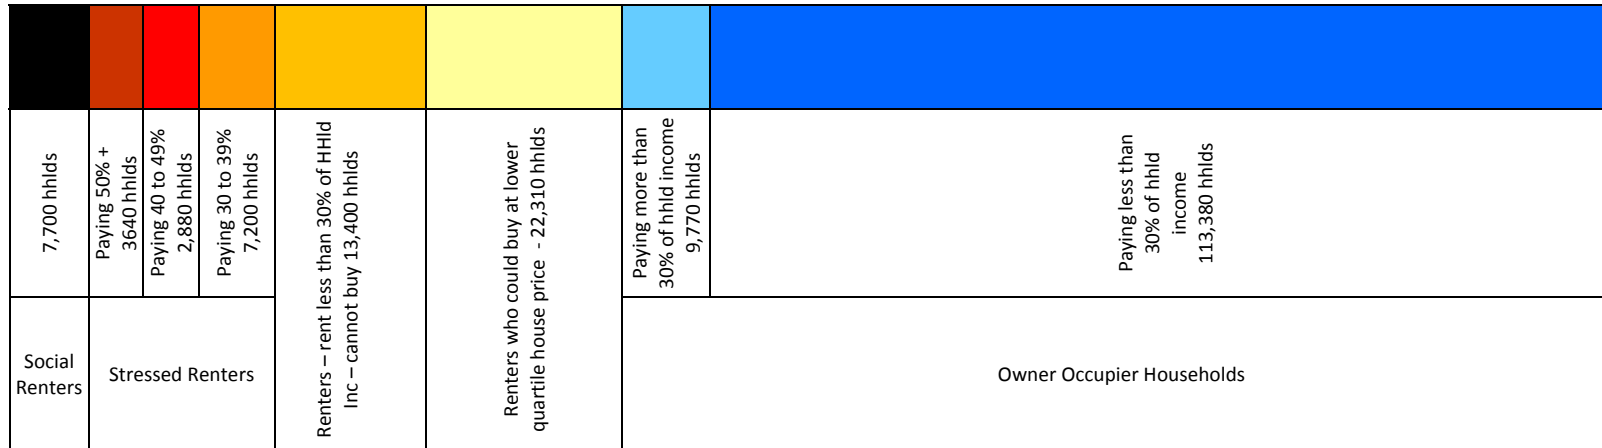 7,700 hhlds
Paying 50% +
3640 hhlds
Paying 40 to 49%
2,880 hhlds
Paying 30 to 39%
7,200 hhlds
Renters – rent less than 30% of HHld
Inc – cannot buy 13,400 hhlds
Renters who could buy at lower
quartile house price - 22,310 hhlds
Paying more than
30% of hhld income
9,770 hhlds
Paying less than
30% of hhld
income
113,380 hhlds
Social
Renters
Stressed Renters
Owner Occupier Households